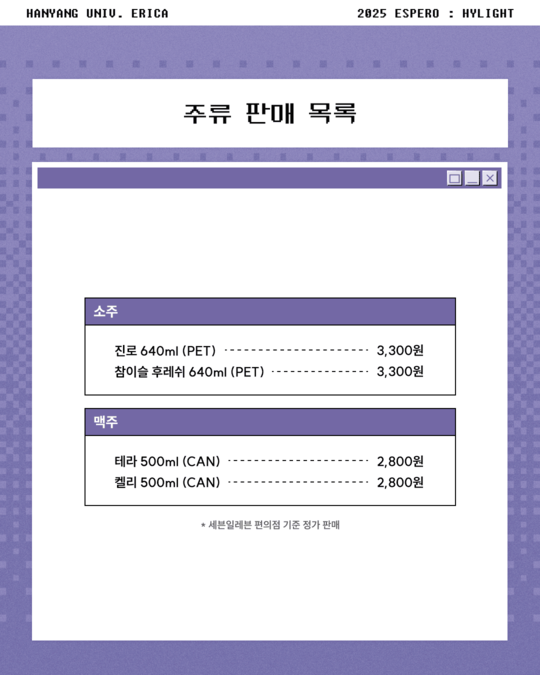 HANYANG UNIV. ERICA
2025 ESPERO : HYLIGHT
주류 판매 목록
소주
진로 640ml (PET) 3,300원
참이슬 후레쉬 640ml (PET) 3,300원
맥주
테라 500ml (CAN) 2,800원
켈리 500ml (CAN) 2,800원
* 세븐일레븐 편의점 기준 정가 판매